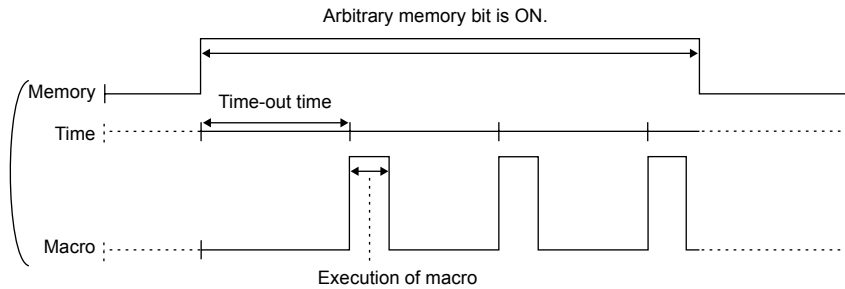 Arbitrary memory bit is ON.
Memory
Time-out time
Time
Macro
Execution of macro